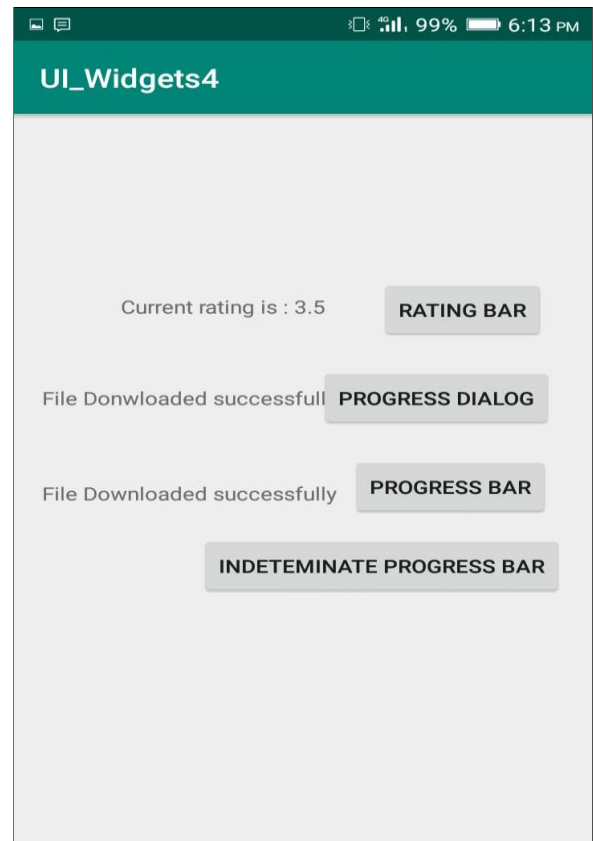 4G 99% 6:13 PM
UI_Widgets4
Current rating is : 3.5 RATING BAR
File Donwloaded successfull PROGRESS DIALOG
File Downloaded successfully PROGRESS BAR
INDETEMINATE PROGRESS BAR